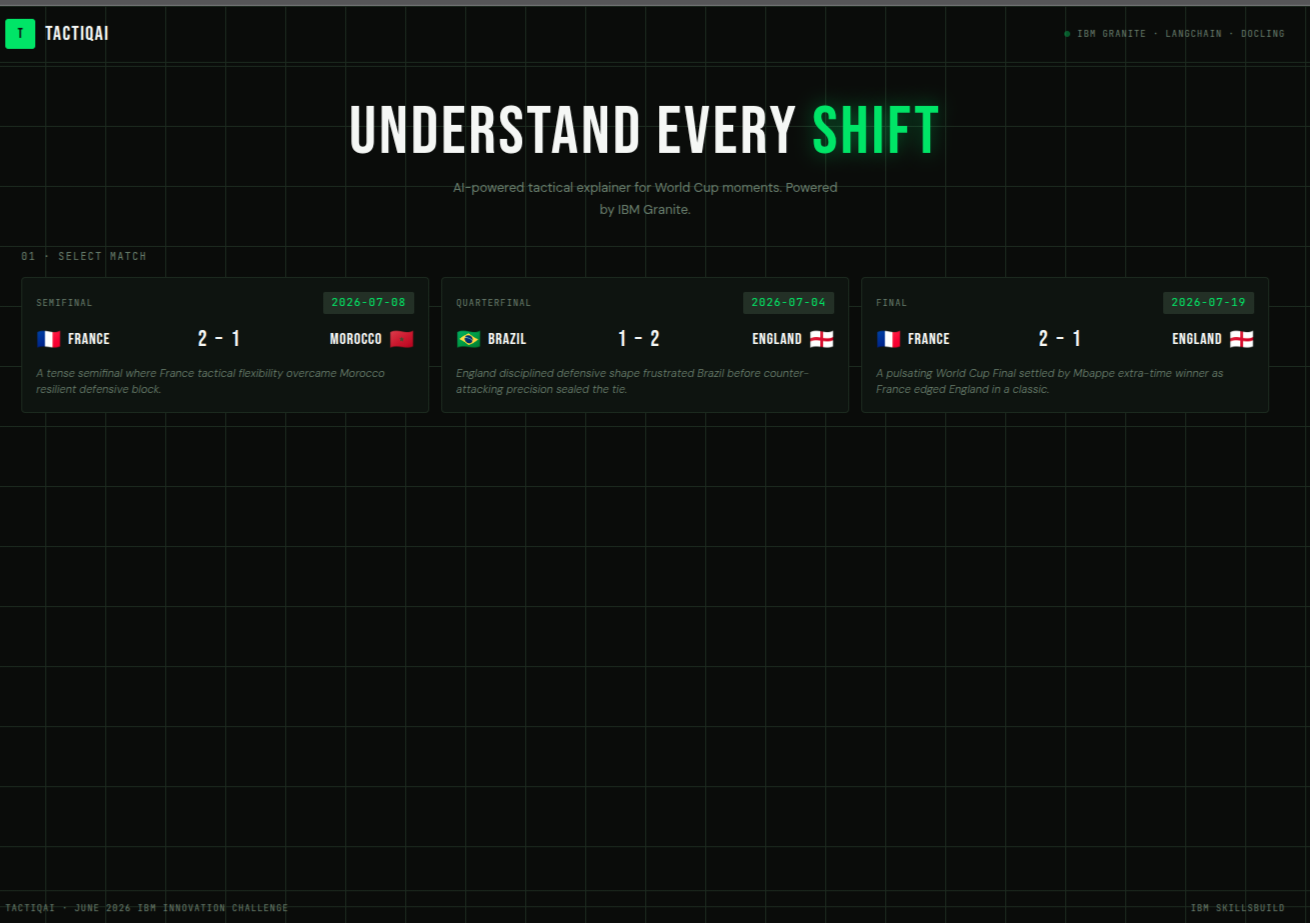 T TACTIQAI
IBM GRANITE · LANGCHAIN · DOCLING
UNDERSTAND EVERY SHIFT
AI-powered tactical explainer for World Cup moments. Powered
by IBM Granite.
01 · SELECT MATCH
SEMIFINAL 2026-07-08
FRANCE 2 – 1 MOROCCO
A tense semifinal where France tactical flexibility overcame Morocco
resilient defensive block.
QUARTERFINAL 2026-07-04
BRAZIL 1 – 2 ENGLAND
England disciplined defensive shape frustrated Brazil before counter-
attacking precision sealed the tie.
FINAL 2026-07-19
FRANCE 2 – 1 ENGLAND
A pulsating World Cup Final settled by Mbappe extra-time winner as
France edged England in a classic.
TACTIQAI · JUNE 2026 IBM INNOVATION CHALLENGE
IBM SKILLSBUILD